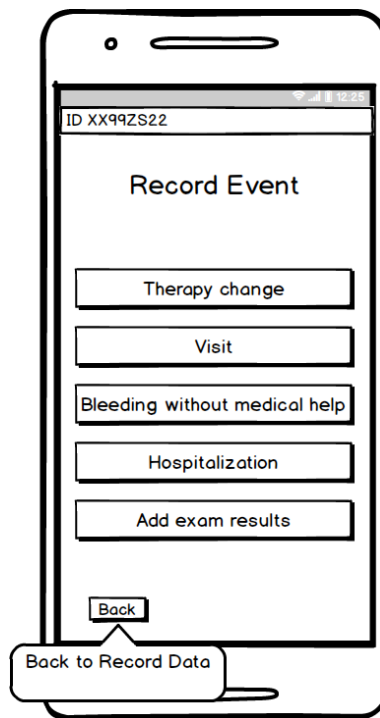 12:25
ID XX99ZS22
Record Event
Therapy change
Visit
Bleeding without medical help
Hospitalization
Add exam results
Back
Back to Record Data